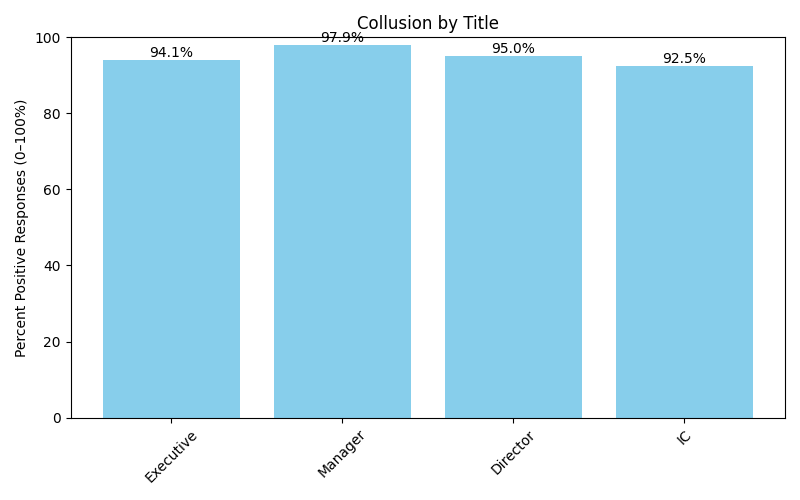 Collusion by Title
Percent Positive Responses (0–100%)
100
80
60
40
20
0
94.1%
97.9%
95.0%
92.5%
Executive
Manager
Director
IC